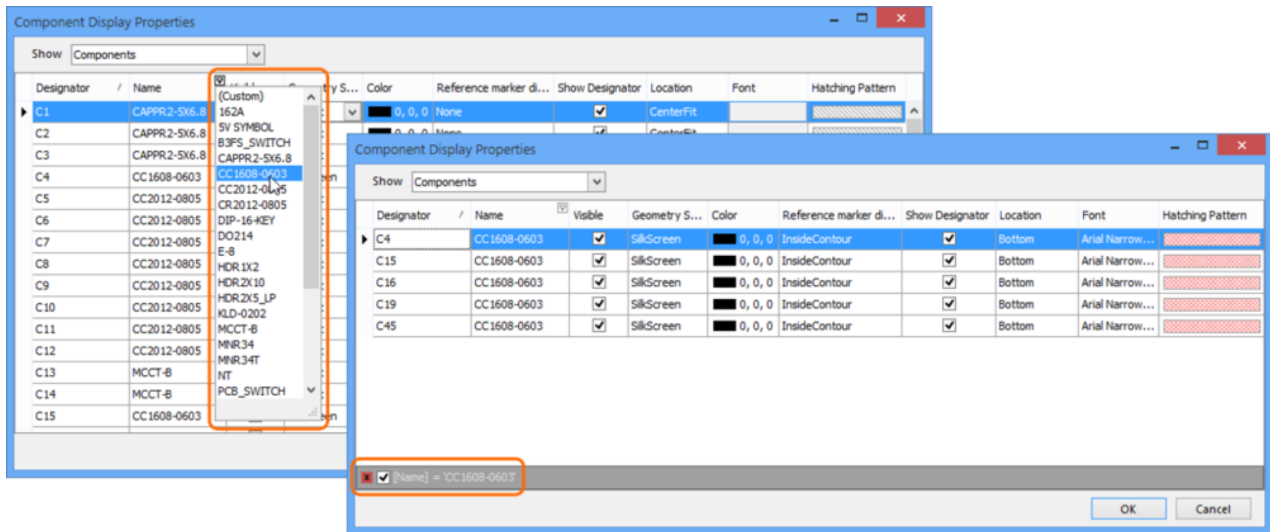 Component Display Properties
Show Components
Designator / Name Color Reference marker di... Show Designator Location Font Hatching Pattern
C1 CAPPR2-5X6.8 0, 0, 0 None CenterFit
C2 CAPPR2-5X6.8
C3 CAPPR2-5X6.8
C4 CC1608-0603
C5 CC2012-0805
C6 CC2012-0805
C7 CC2012-0805
C8 CC2012-0805
C9 CC2012-0805
C10 CC2012-0805
C11 CC2012-0805
C12 CC2012-0805
C13 MCCT-B
C14 MCCT-B
C15 CC1608-0603
(Custom)
162A
5V SYMBOL
B3FS_SWITCH
CAPPR2-5X6.8
CC1608-0603
CC2012-0805
CR2012-0805
DIP-16-KEY
DO214
E-8
HDR1X2
HDR2X10
HDR2X5_LP
KLD-0202
MCCT-B
MNR34
MNR34T
NT
PCB_SWITCH
Component Display Properties
Show Components
Designator / Name Visible Geometry S... Color Reference marker di... Show Designator Location Font Hatching Pattern
C4 CC1608-0603 SilkScreen 0, 0, 0 InsideContour Bottom Arial Narrow...
C15 CC1608-0603 SilkScreen 0, 0, 0 InsideContour Bottom Arial Narrow...
C16 CC1608-0603 SilkScreen 0, 0, 0 InsideContour Bottom Arial Narrow...
C19 CC1608-0603 SilkScreen 0, 0, 0 InsideContour Bottom Arial Narrow...
C45 CC1608-0603 SilkScreen 0, 0, 0 InsideContour Bottom Arial Narrow...
[Name] = 'CC1608-0603'
OK Cancel